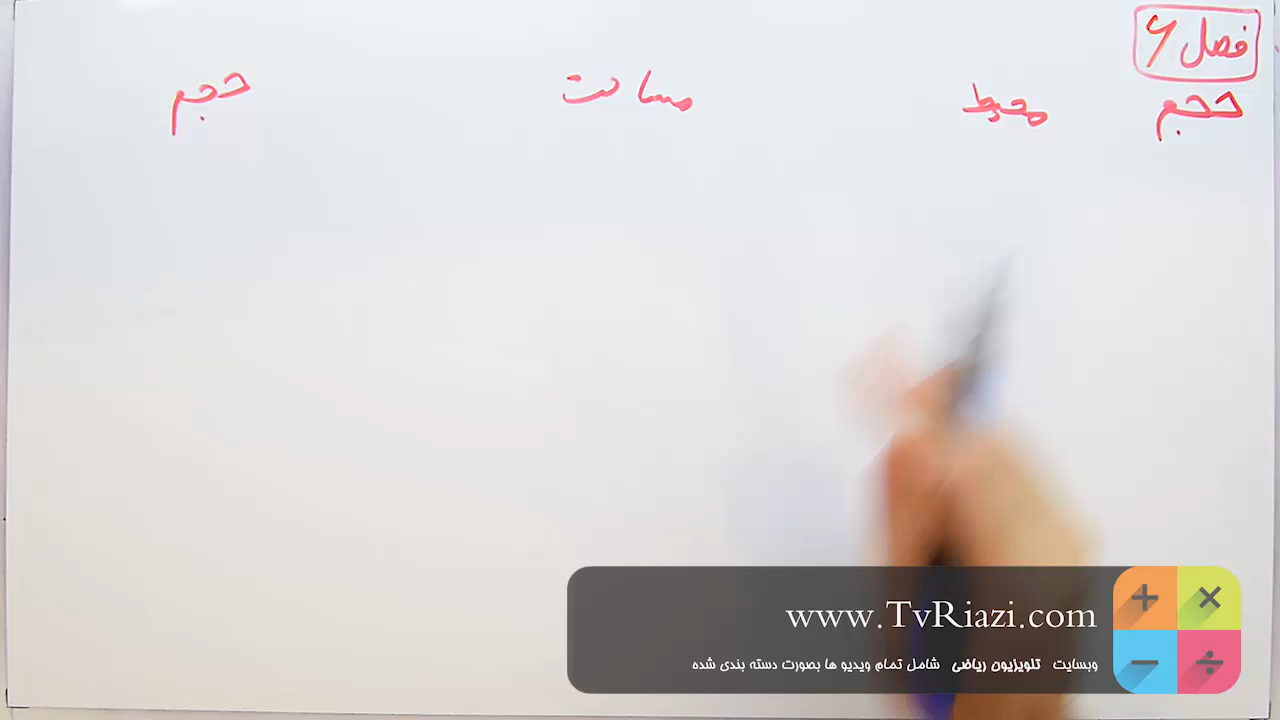 فصل ۶
حجم
محیط
مساحت
حجم
www.TvRiazi.com
وبسایت تلویزیون ریاضی شامل تمام ویدیو ها بصورت دسته بندی شده